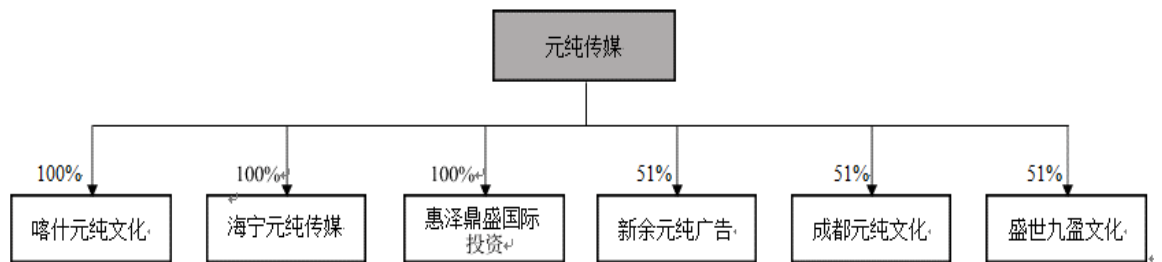 元纯传媒
100% 100% 100% 51% 51% 51%
喀什元纯文化 海宁元纯传媒 惠泽鼎盛国际 新余元纯广告 成都元纯文化 盛世九盈文化
投资